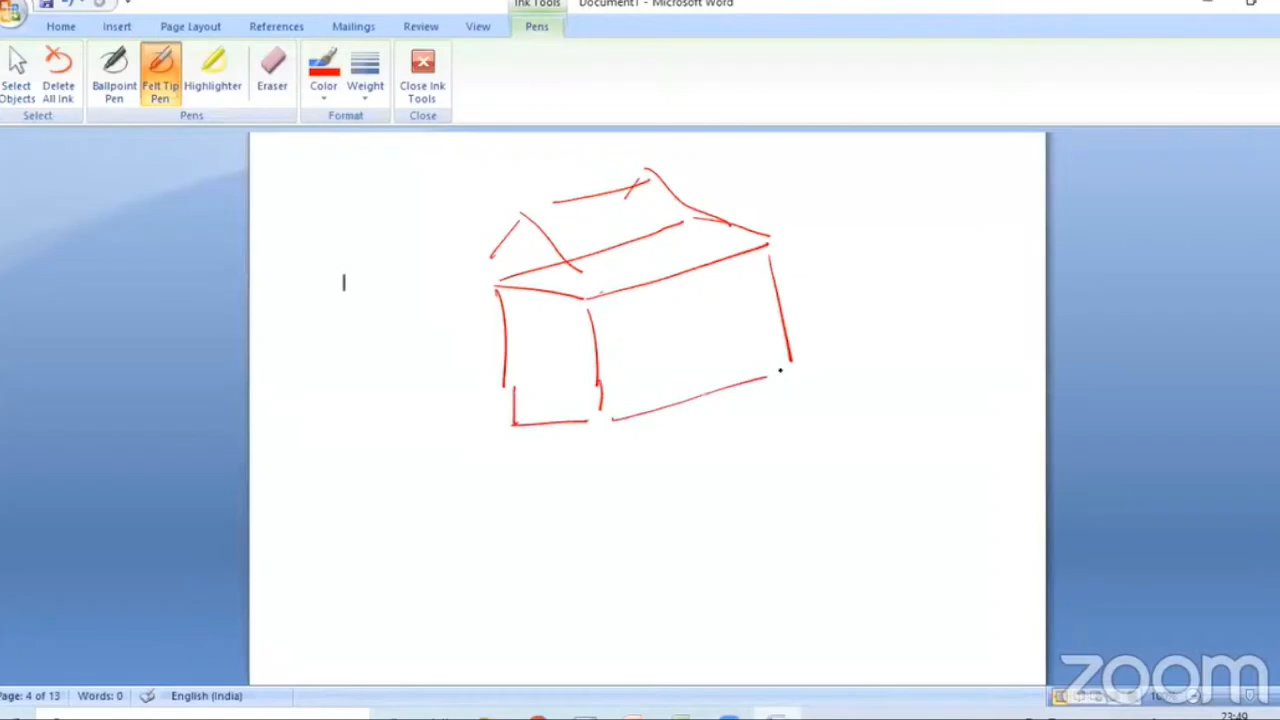 Ink Tools Document1 - Microsoft Word
Home Insert Page Layout References Mailings Review View Pens
Select Objects
Delete All Ink
Ballpoint Pen
Felt Tip Pen
Highlighter
Eraser
Color
Weight
Close Ink Tools
Select Pens Format Close
zoom
Page: 4 of 13 Words: 0 English (India)
23:49